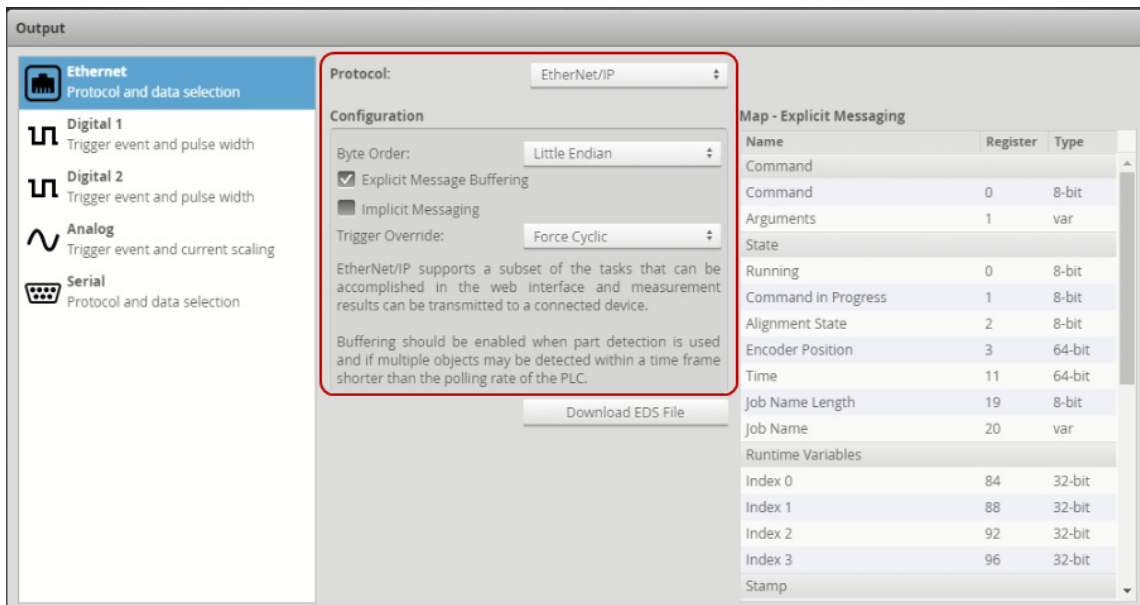 Output
Ethernet
Protocol and data selection
Digital 1
Trigger event and pulse width
Digital 2
Trigger event and pulse width
Analog
Trigger event and current scaling
Serial
Protocol and data selection
Protocol: EtherNet/IP
Configuration
Byte Order: Little Endian
Explicit Message Buffering
Implicit Messaging
Trigger Override: Force Cyclic
EtherNet/IP supports a subset of the tasks that can be
accomplished in the web interface and measurement
results can be transmitted to a connected device.
Buffering should be enabled when part detection is used
and if multiple objects may be detected within a time frame
shorter than the polling rate of the PLC.
Download EDS File
Map - Explicit Messaging
Name Register Type
Command
Command 0 8-bit
Arguments 1 var
State
Running 0 8-bit
Command in Progress 1 8-bit
Alignment State 2 8-bit
Encoder Position 3 64-bit
Time 11 64-bit
Job Name Length 19 8-bit
Job Name 20 var
Runtime Variables
Index 0 84 32-bit
Index 1 88 32-bit
Index 2 92 32-bit
Index 3 96 32-bit
Stamp